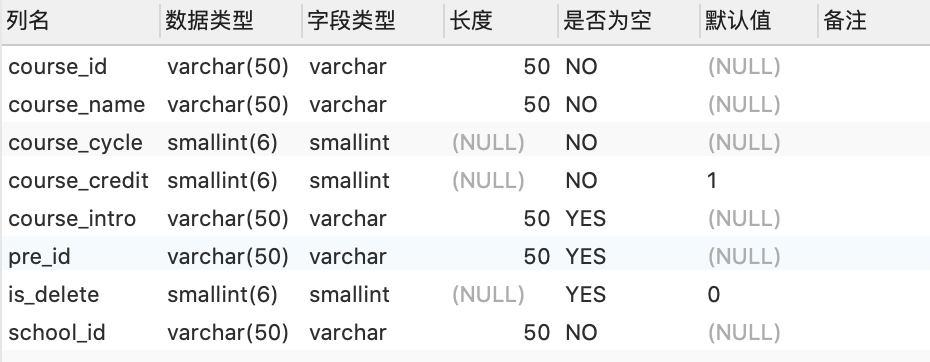 列名 数据类型 字段类型 长度 是否为空 默认值 备注
course_id varchar(50) varchar 50 NO (NULL)
course_name varchar(50) varchar 50 NO (NULL)
course_cycle smallint(6) smallint (NULL) NO (NULL)
course_credit smallint(6) smallint (NULL) NO 1
course_intro varchar(50) varchar 50 YES (NULL)
pre_id varchar(50) varchar 50 YES (NULL)
is_delete smallint(6) smallint (NULL) YES 0
school_id varchar(50) varchar 50 NO (NULL)